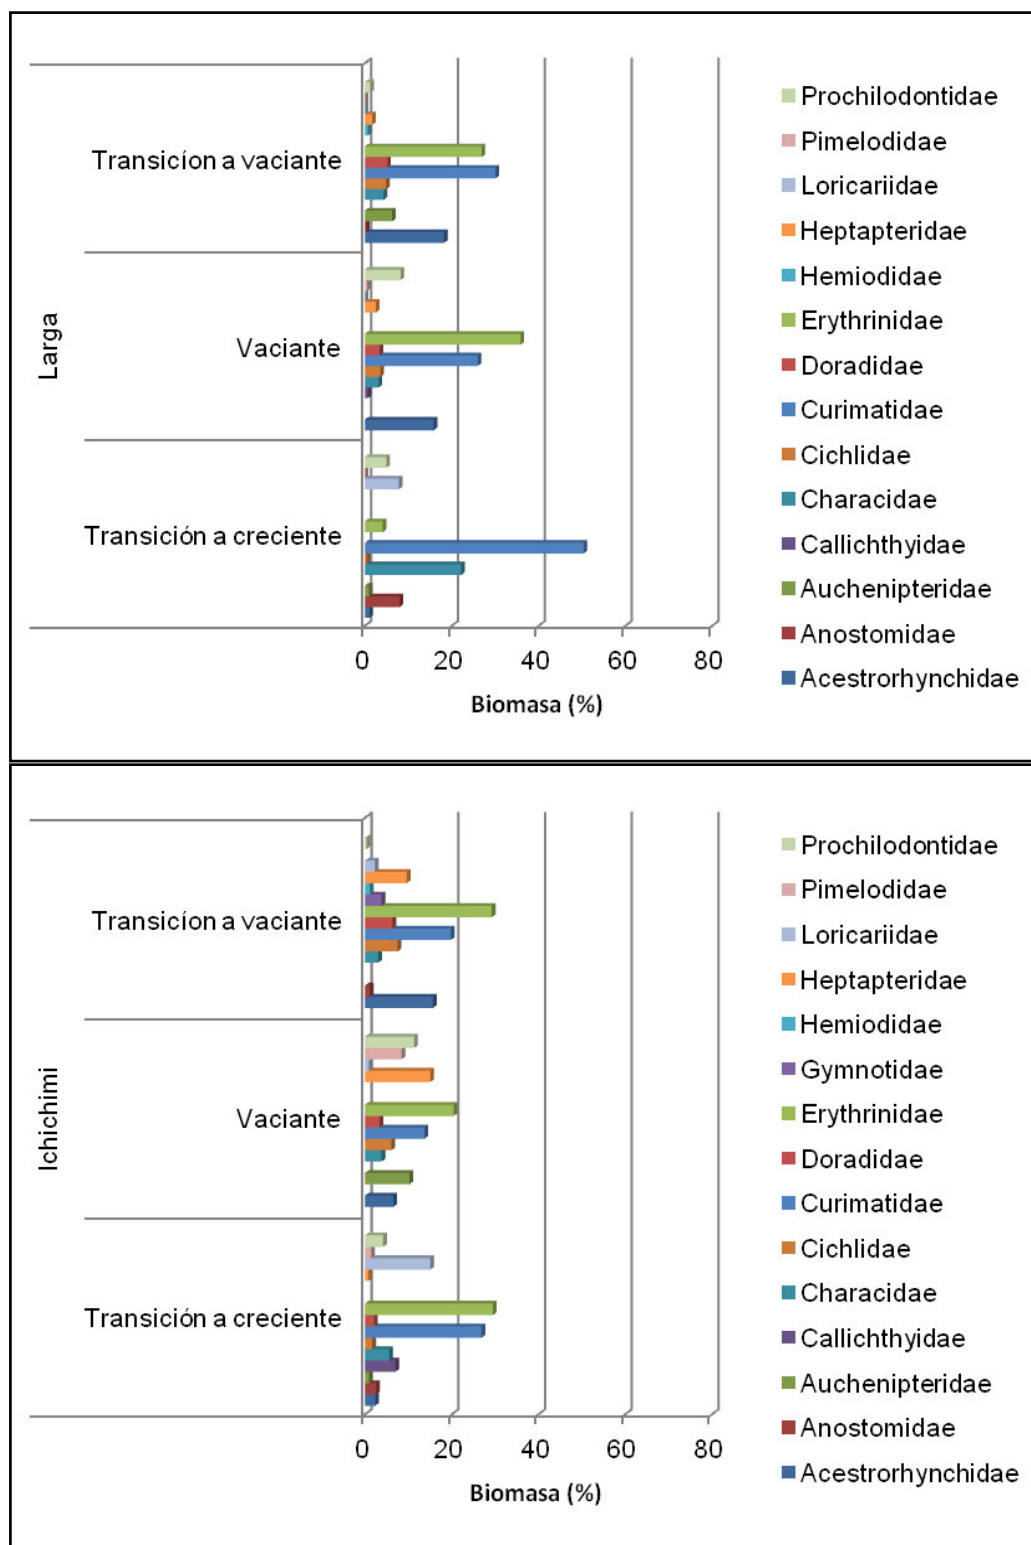 Larga
Transicíon a vaciante
Vaciante
Transición a creciente
0 20 40 60 80
Biomasa (%)
Prochilodontidae
Pimelodidae
Loricariidae
Heptapteridae
Hemiodidae
Erythrinidae
Doradidae
Curimatidae
Cichlidae
Characidae
Callichthyidae
Auchenipteridae
Anostomidae
Acestrorhynchidae
Ichichimi
Transicíon a vaciante
Vaciante
Transición a creciente
0 20 40 60 80
Biomasa (%)
Prochilodontidae
Pimelodidae
Loricariidae
Heptapteridae
Hemiodidae
Gymnotidae
Erythrinidae
Doradidae
Curimatidae
Cichlidae
Characidae
Callichthyidae
Auchenipteridae
Anostomidae
Acestrorhynchidae